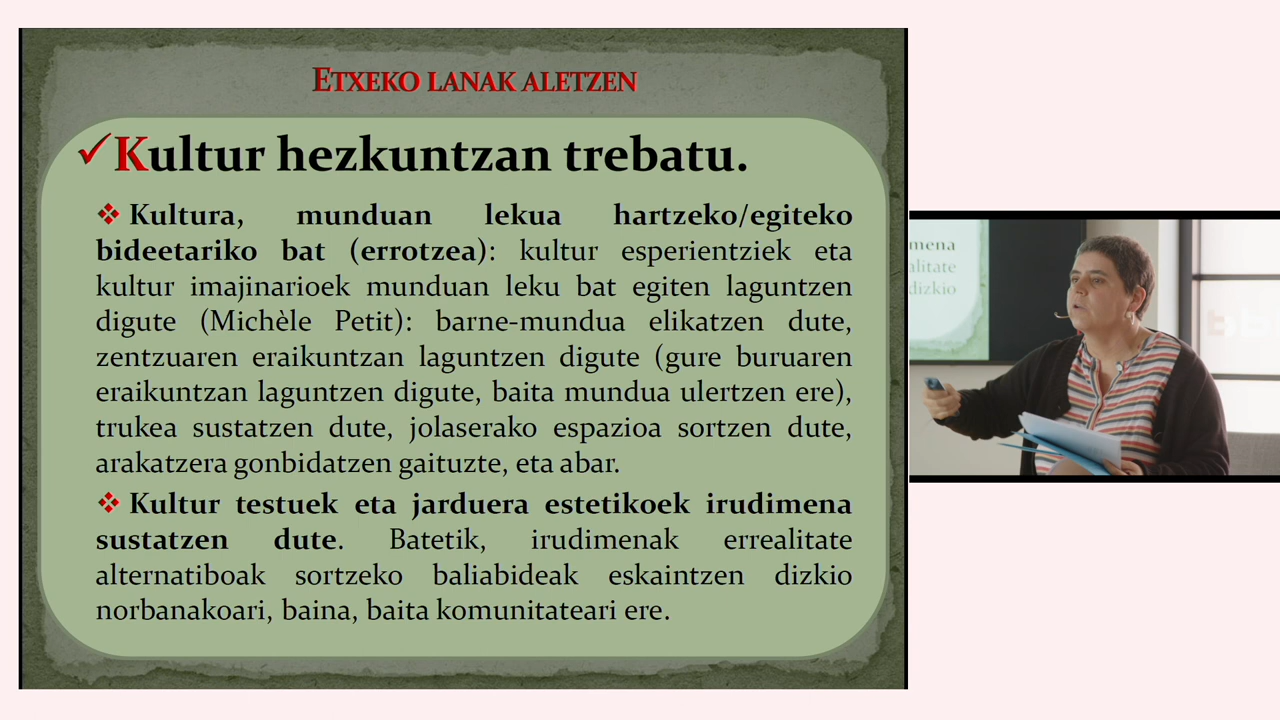 ETXEKO LANAK ALETZEN
Kultur hezkuntzan trebatu.
Kultura, munduan lekua hartzeko/egiteko
bideetariko bat (errotzea): kultur esperientziek eta
kultur imajinarioek munduan leku bat egiten laguntzen
digute (Michèle Petit): barne-mundua elikatzen dute,
zentzuaren eraikuntzan laguntzen digute (gure buruaren
eraikuntzan laguntzen digute, baita mundua ulertzen ere),
trukea sustatzen dute, jolaserako espazioa sortzen dute,
arakatzera gonbidatzen gaituzte, eta abar.
Kultur testuek eta jarduera estetikoek irudimena
sustatzen dute. Batetik, irudimenak errealitate
alternatiboak sortzeko baliabideak eskaintzen dizkio
norbanakoari, baina, baita komunitateari ere.
mena
alitate
dizkio